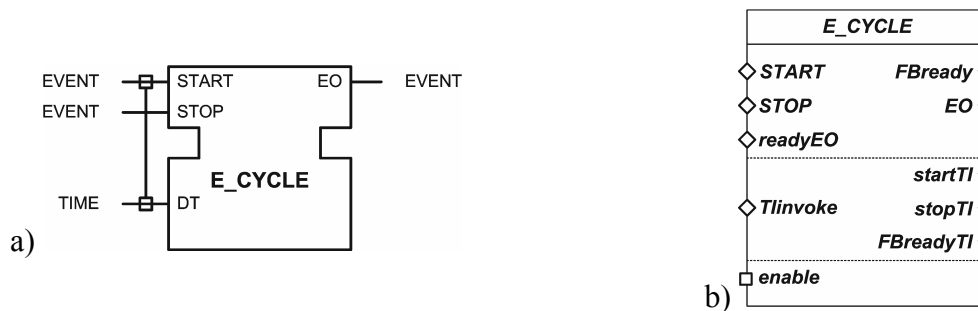 EVENT START EO EVENT
EVENT STOP
E_CYCLE
TIME DT
a)
E_CYCLE
START FBready
STOP EO
readyEO
startTI
TIinvoke stopTI
FBreadyTI
enable
b)